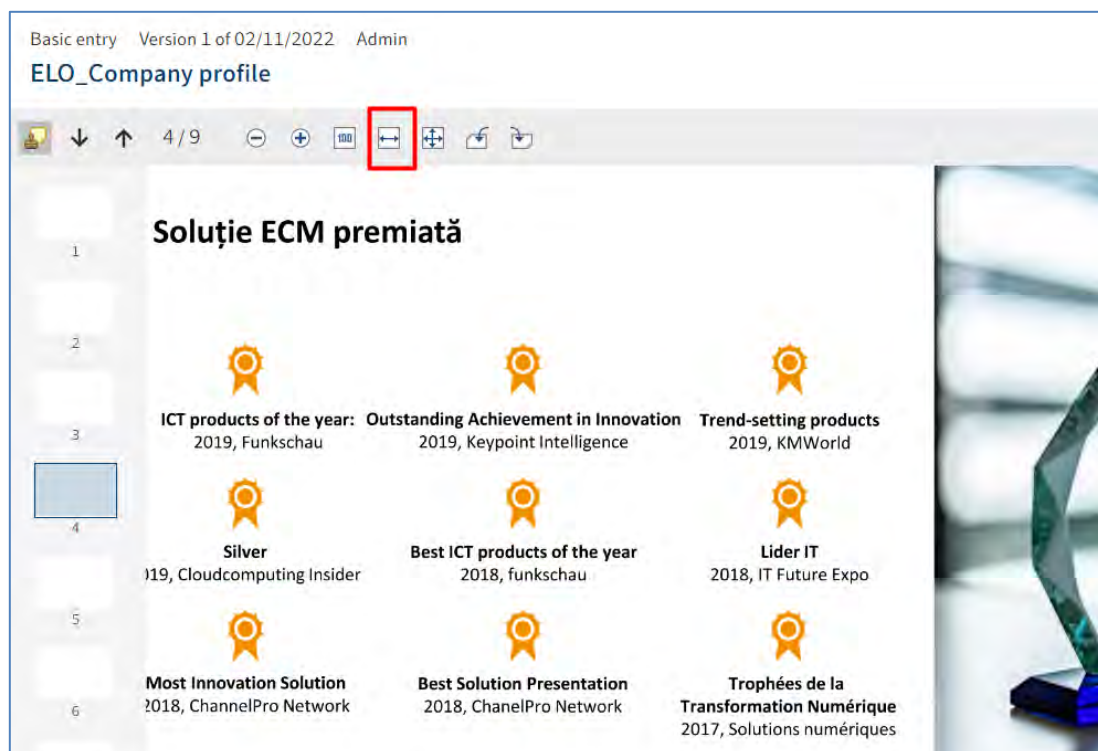 Basic entry Version 1 of 02/11/2022 Admin
ELO_Company profile
4 / 9 100
1
2
3
4
5
6
Soluție ECM premiată
ICT products of the year: Outstanding Achievement in Innovation Trend-setting products
2019, Funkschau 2019, Keypoint Intelligence 2019, KMWorld
Silver Best ICT products of the year Lider IT
019, Cloudcomputing Insider 2018, funkschau 2018, IT Future Expo
Most Innovation Solution Best Solution Presentation Trophées de la
2018, ChannelPro Network 2018, ChanelPro Network Transformation Numérique
2017, Solutions numériques